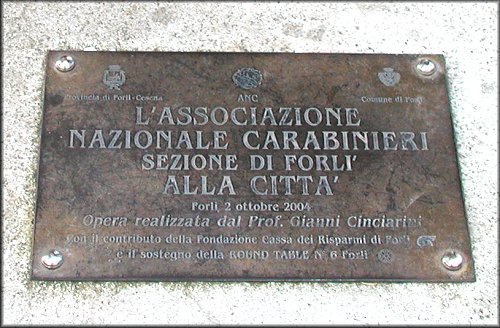 Provincia di Forlì-Cesena ANC Comune di Forlì
L'ASSOCIAZIONE
NAZIONALE CARABINIERI
SEZIONE DI FORLI'
ALLA CITTA'
Forlì, 2 ottobre 2004
Opera realizzata dal Prof. Gianni Cinciarini
con il contributo della Fondazione Cassa dei Risparmi di Forlì
e il sostegno della ROUND TABLE N° 6 Forlì